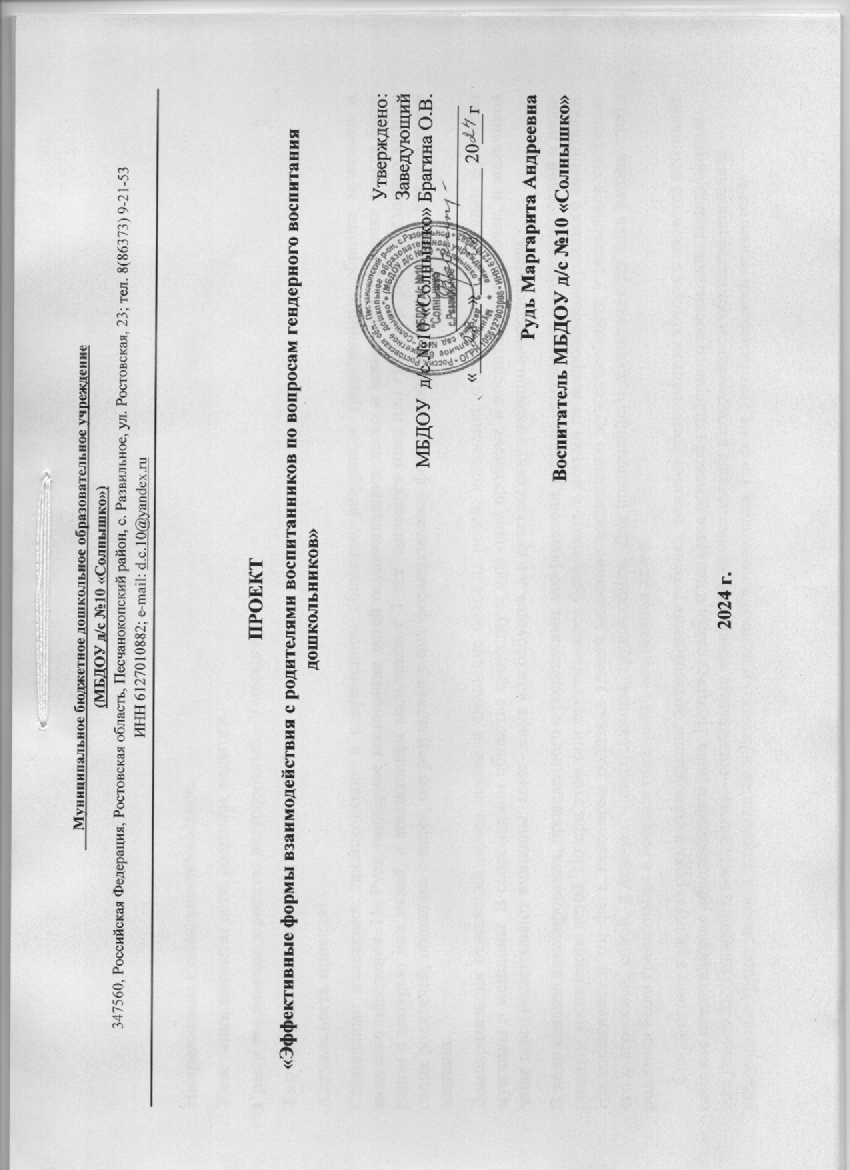 Муниципальное бюджетное дошкольное образовательное учреждение
(МБДОУ д/с №10 «Солнышко»)
347560, Российская Федерация, Ростовская область, Песчанокопский район, с. Развильное, ул. Ростовская, 23; тел. 8(86373) 9-21-53
ИНН 6127010882; e-mail: d.c.10@yandex.ru
ПРОЕКТ
«Эффективные формы взаимодействия с родителями воспитанников по вопросам гендерного воспитания
дошкольников»
Утверждено:
Заведующий
МБДОУ д/с №10 «Солнышко» Брагина О.В.
« » 2024 г
Рудь Маргарита Андреевна
Воспитатель МБДОУ д/с №10 «Солнышко»
2024 г.